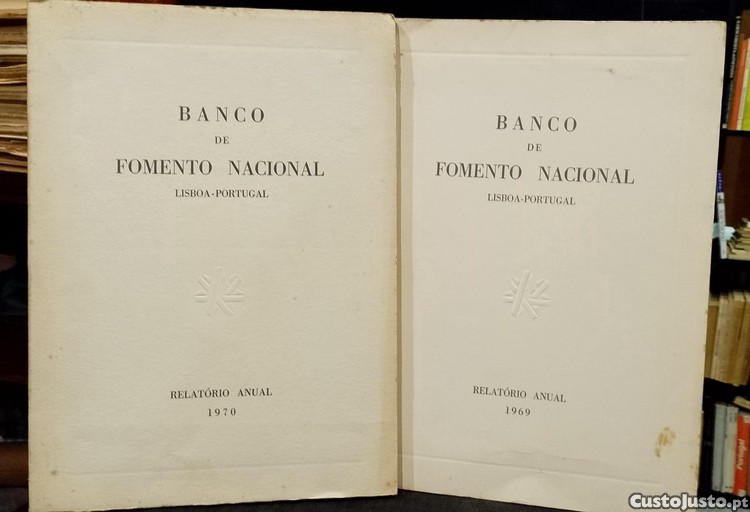 BANCO
DE
FOMENTO NACIONAL
LISBOA-PORTUGAL
RELATÓRIO ANUAL
1970
BANCO
DE
FOMENTO NACIONAL
LISBOA-PORTUGAL
RELATÓRIO ANUAL
1969
Portugal
CustoJusto.pt